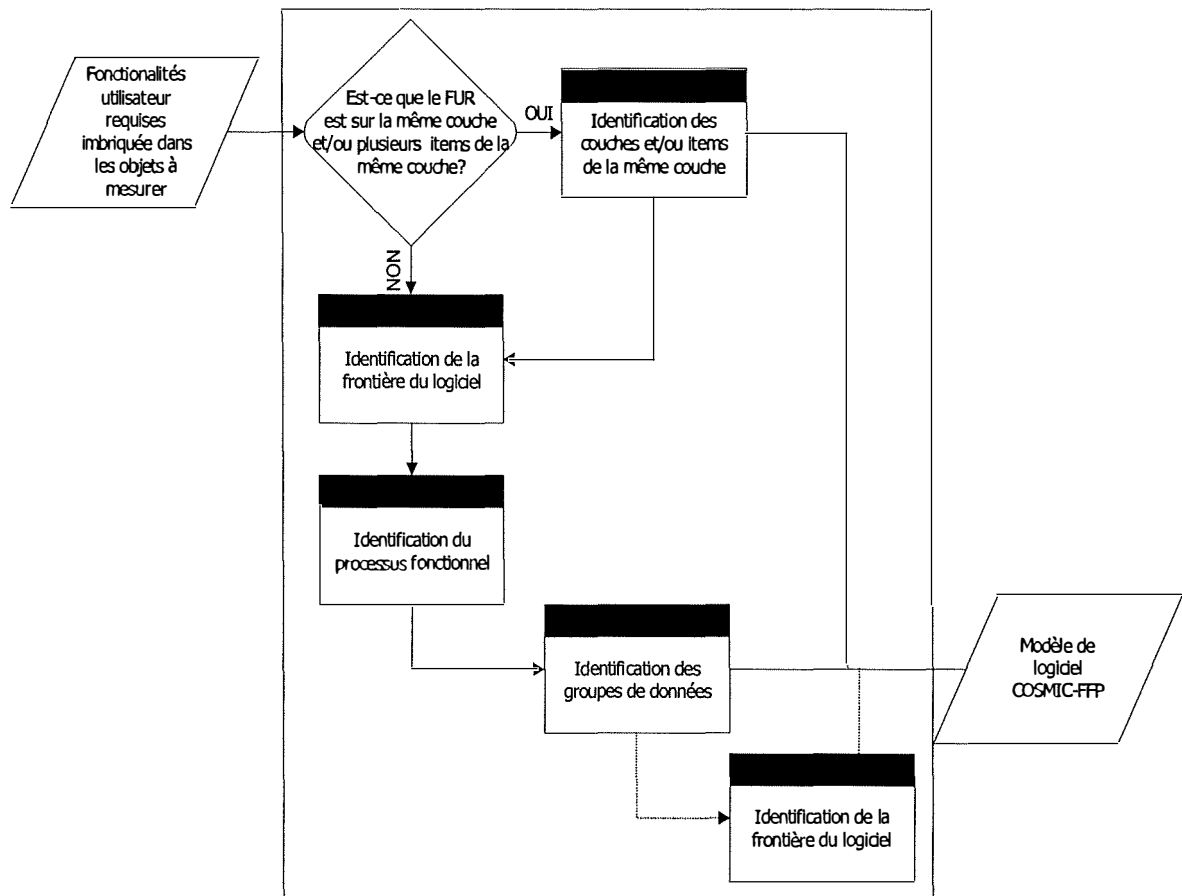 Fonctionalités
utilisateur
requises
imbriquée dans
les objets à
mesurer
Est-ce que le FUR
est sur la même couche
et/ou plusieurs items de la
même couche?
OUI
Identification des
couches et/ou items
de la même couche
NON
Identification de la
frontière du logiciel
Identification du
processus fonctionnel
Identification des
groupes de données
Modèle de
logiciel
COSMIC-FFP
Identification de la
frontière du logiciel